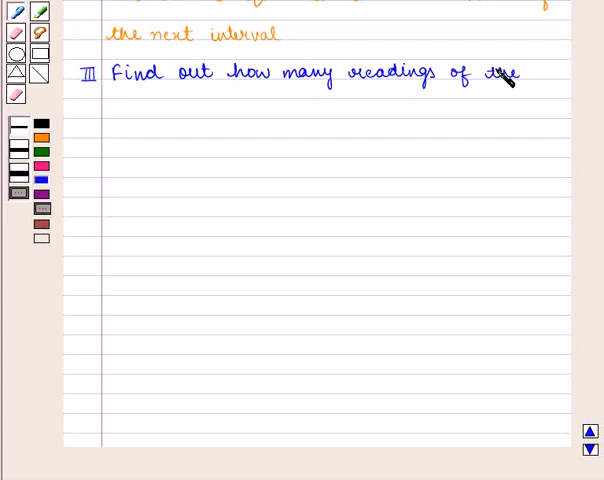 the next interval
III Find out how many readings of the